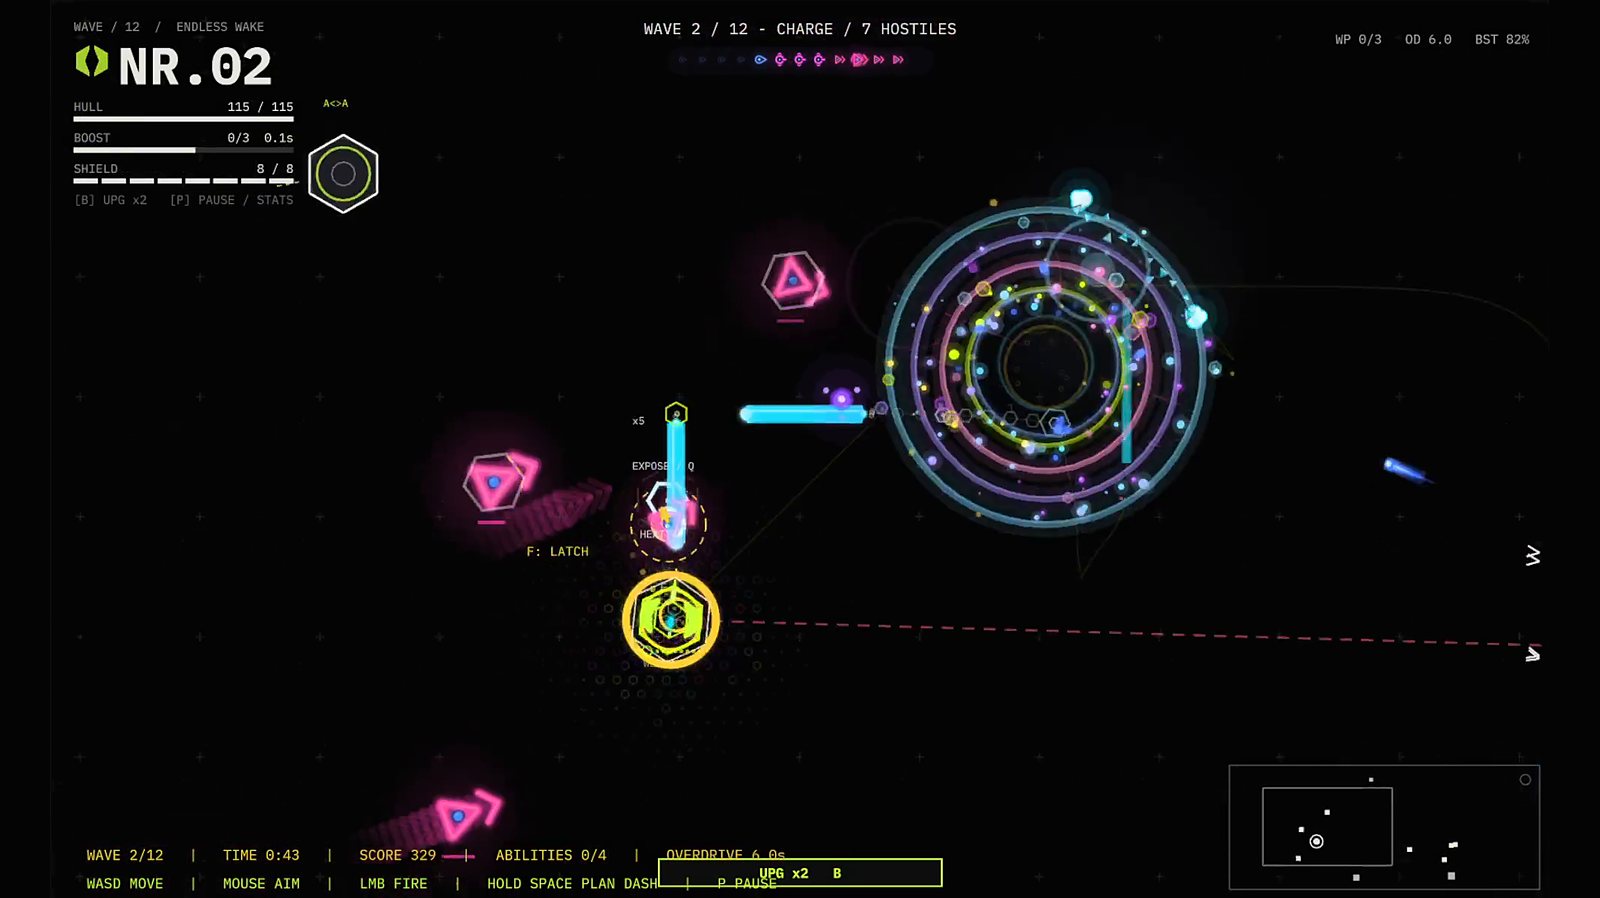 WAVE / 12 / ENDLESS WAKE
NR.02
HULL 115 / 115
BOOST 0/3 0.1s
SHIELD 8 / 8
[B] UPG x2 [P] PAUSE / STATS
A<>A
WAVE 2 / 12 - CHARGE / 7 HOSTILES
WP 0/3 OD 6.0 BST 82%
x5
EXPOSE / Q
F: LATCH
WAVE 2/12 | TIME 0:43 | SCORE 329 | ABILITIES 0/4 | OVERDRIVE 6.0s
UPG x2 B
WASD MOVE | MOUSE AIM | LMB FIRE | HOLD SPACE PLAN DASH | P PAUSE